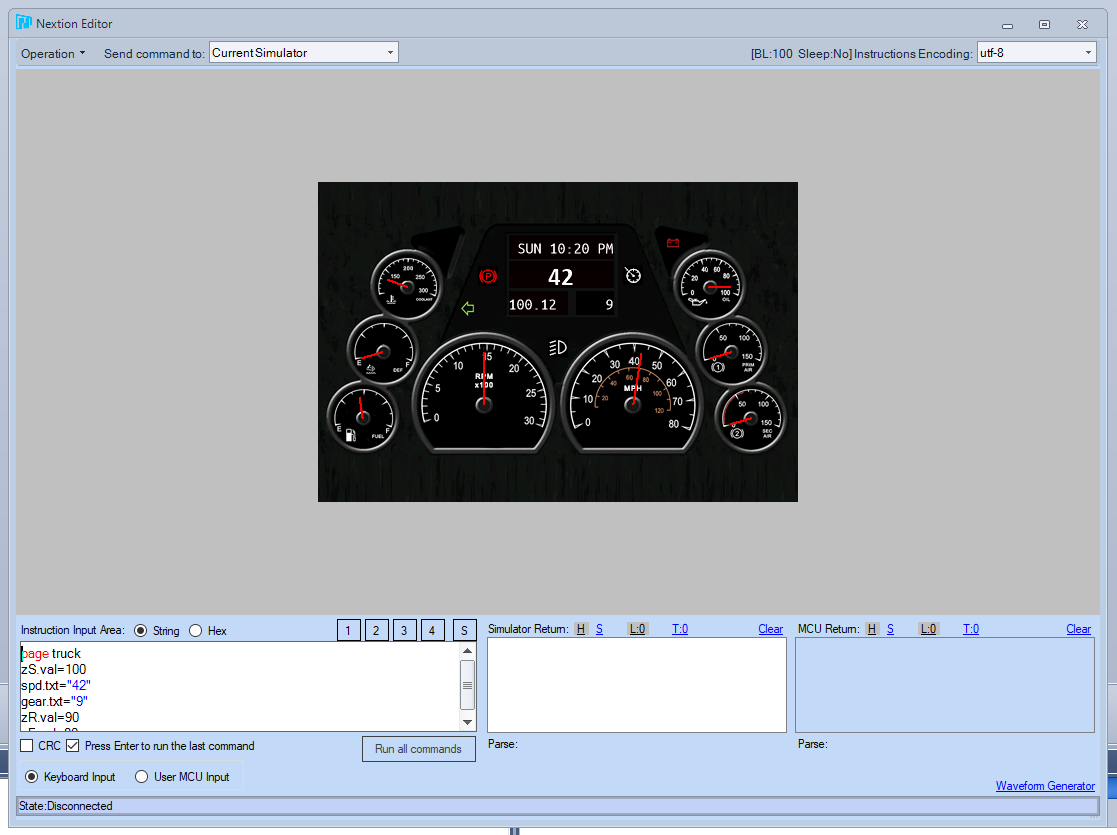 Nextion Editor
Operation Send command to: CurrentSimulator [BL:100 Sleep:No] Instructions Encoding: utf-8
SUN 10:20 PM
42
100.12 9
150 200 250 300
COOLANT
0 20 40 60 80 100
OIL
E F
DEF
50 100 150
PRIM
AIR
(1)
E F
FUEL
50 100 150
SEC
AIR
(2)
0 5 10 15 20 25 30
RPM
x100
0 10 20 30 40 50 60 70 80
20 40 60 80 100 120
MPH
P
Instruction Input Area: String Hex 1 2 3 4 S
page truck
zS.val=100
spd.txt="42"
gear.txt="9"
zR.val=90
CRC Press Enter to run the last command Run all commands
Keyboard Input User MCU Input
Simulator Return: H S L:0 T:0 Clear
Parse:
MCU Return: H S L:0 T:0 Clear
Parse:
Waveform Generator
State:Disconnected